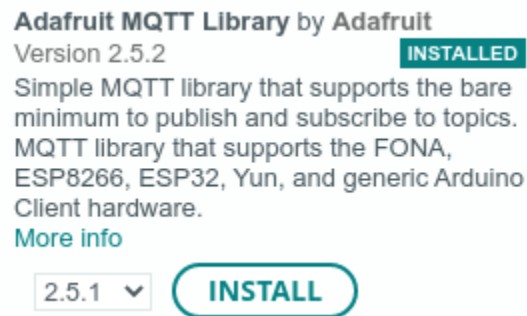 Adafruit MQTT Library by Adafruit
Version 2.5.2 INSTALLED
Simple MQTT library that supports the bare
minimum to publish and subscribe to topics.
MQTT library that supports the FONA,
ESP8266, ESP32, Yun, and generic Arduino
Client hardware.
More info
2.5.1 INSTALL